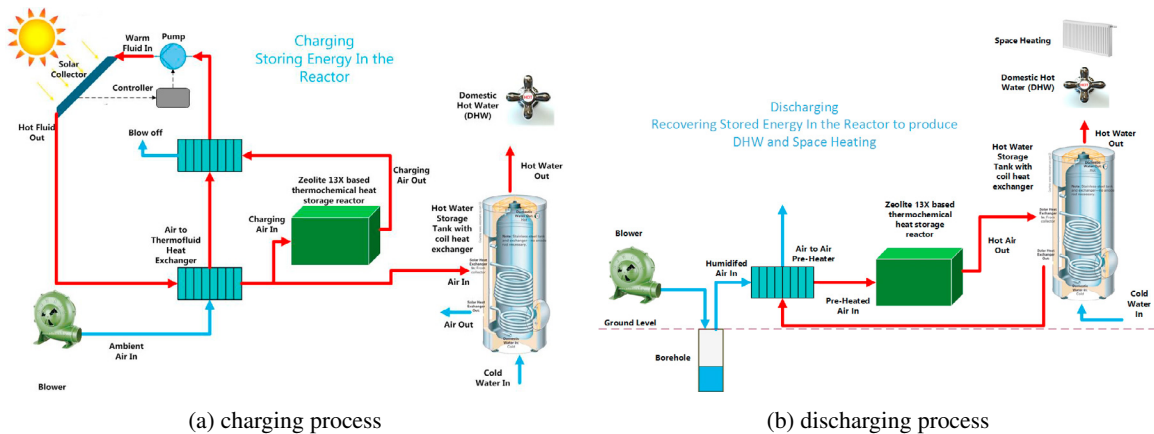 Charging
Storing Energy In the
Reactor
Warm
Fluid In
Pump
Solar
Collector
Controller
Hot Fluid
Out
Blow off
Domestic
Hot Water
(DHW)
Hot Water
Out
Charging
Air Out
Zeolite 13X based
thermochemical heat
storage reactor
Charging
Air In
Hot Water
Storage
Tank with
coil heat
exchanger
Air to
Thermofluid
Heat
Exchanger
Air In
Air Out
Ambient
Air In
Blower
Cold
Water In
(a) charging process
Space Heating
Domestic Hot
Water (DHW)
Discharging
Recovering Stored Energy In the Reactor to produce
DHW and Space Heating
Hot Water
Out
Hot Water
Storage
Tank with
coil heat
exchanger
Zeolite 13X based
thermochemical heat
storage reactor
Blower
Humidifed
Air In
Air to Air
Pre-Heater
Hot Air
Out
Pre-Heated
Air In
Cold
Water
In
Ground Level
Borehole
(b) discharging process